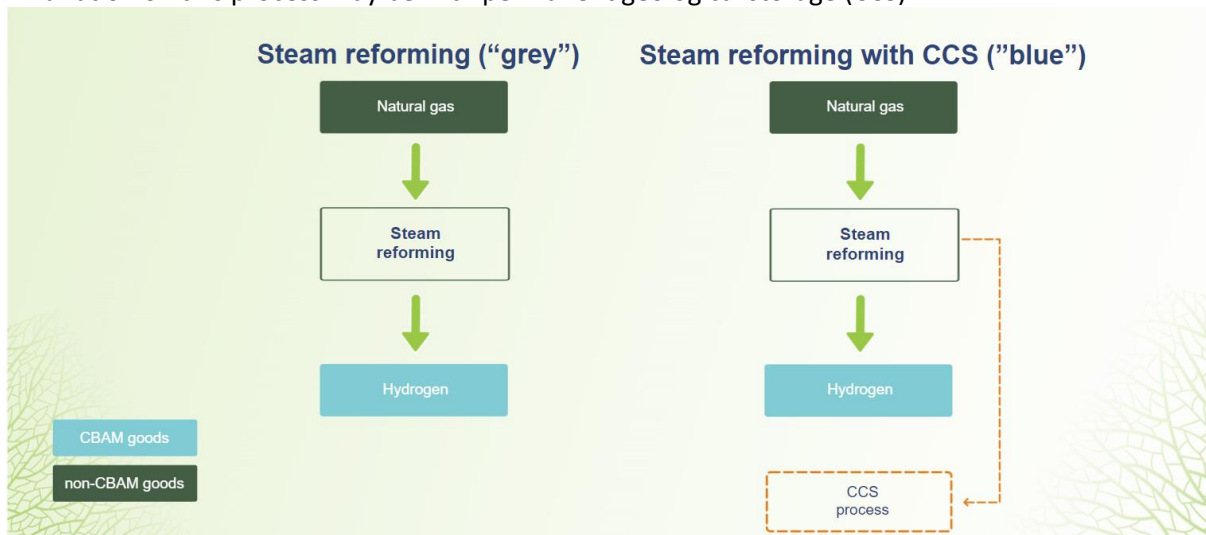 Steam reforming (“grey”)
Steam reforming with CCS (”blue”)
Natural gas
Natural gas
Steam
reforming
Steam
reforming
Hydrogen
Hydrogen
CBAM goods
non-CBAM goods
CCS
process